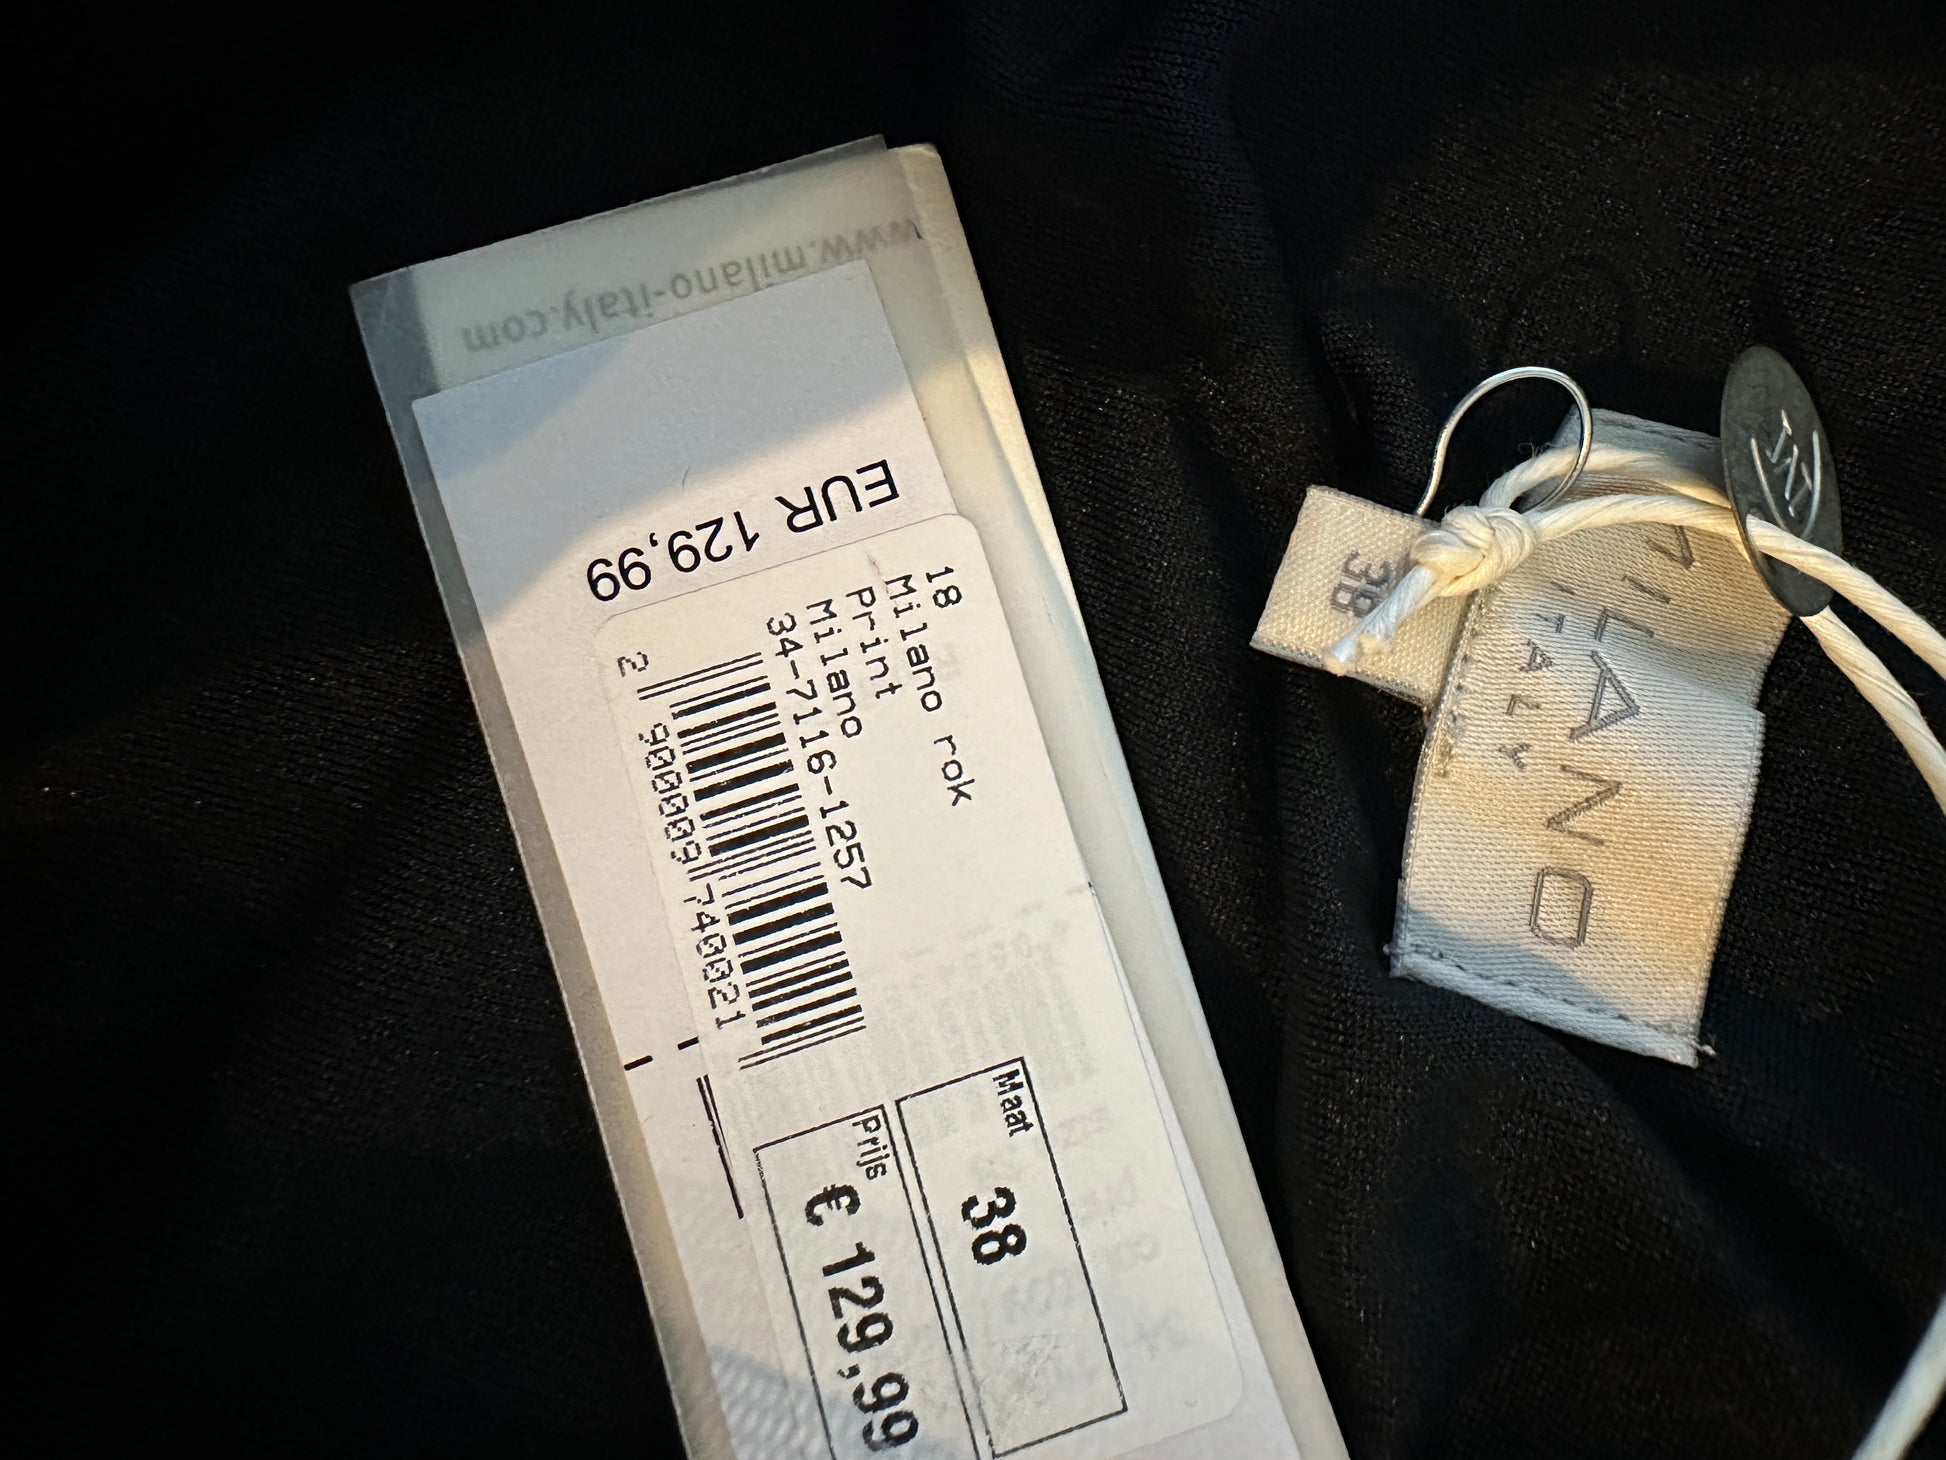 www.milano-italy.com
EUR 129,99
18
Milano rok
Print
Milano
34-7116-1257
2 900009 740021
Maat
38
Prijs
€ 129,99
38
MILANO
ITALY